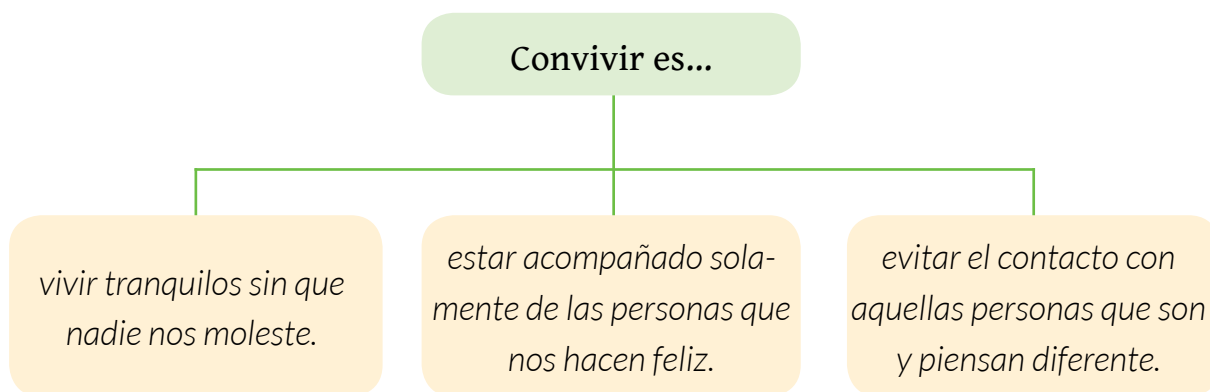 Convivir es...
vivir tranquilos sin que
nadie nos moleste.
estar acompañado sola-
mente de las personas que
nos hacen feliz.
evitar el contacto con
aquellas personas que son
y piensan diferente.